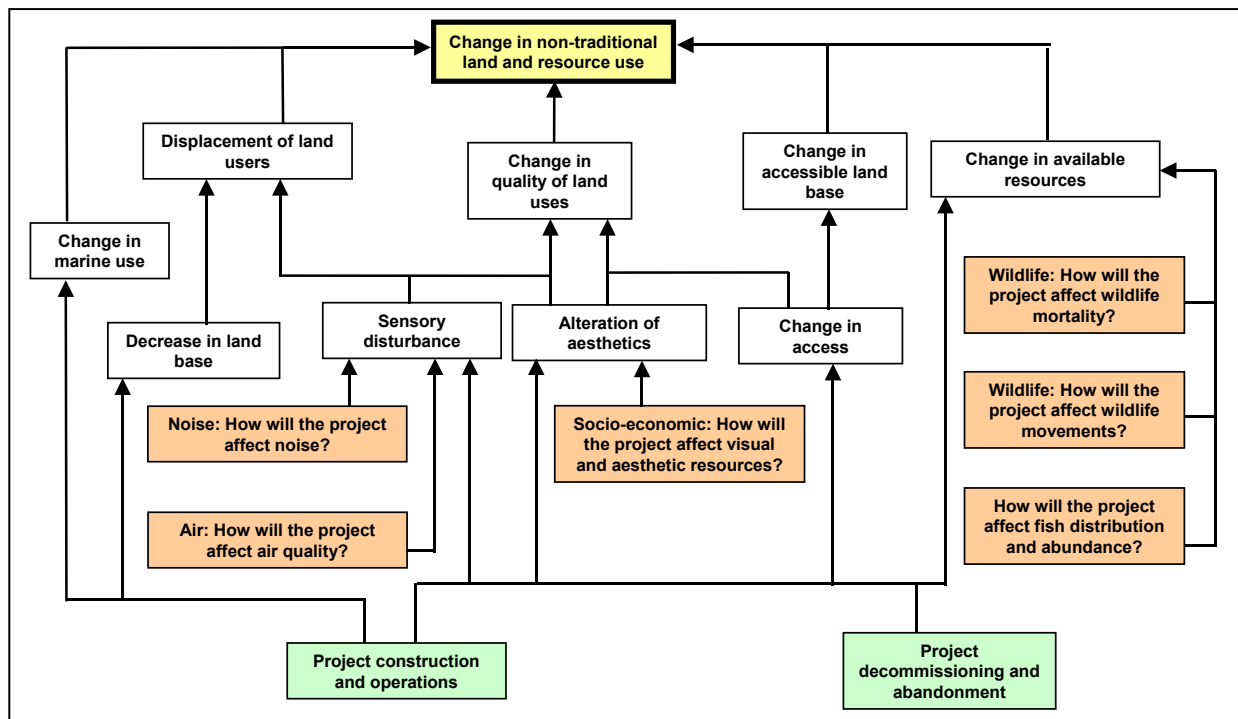 Change in non-traditional
land and resource use
Displacement of land
users
Change in
quality of land
uses
Change in
accessible land
base
Change in available
resources
Change in
marine use
Wildlife: How will the
project affect wildlife
mortality?
Decrease in land
base
Sensory
disturbance
Alteration of
aesthetics
Change in
access
Wildlife: How will the
project affect wildlife
movements?
Noise: How will the project
affect noise?
Socio-economic: How will
the project affect visual
and aesthetic resources?
Air: How will the project
affect air quality?
How will the project
affect fish distribution
and abundance?
Project construction
and operations
Project
decommissioning and
abandonment